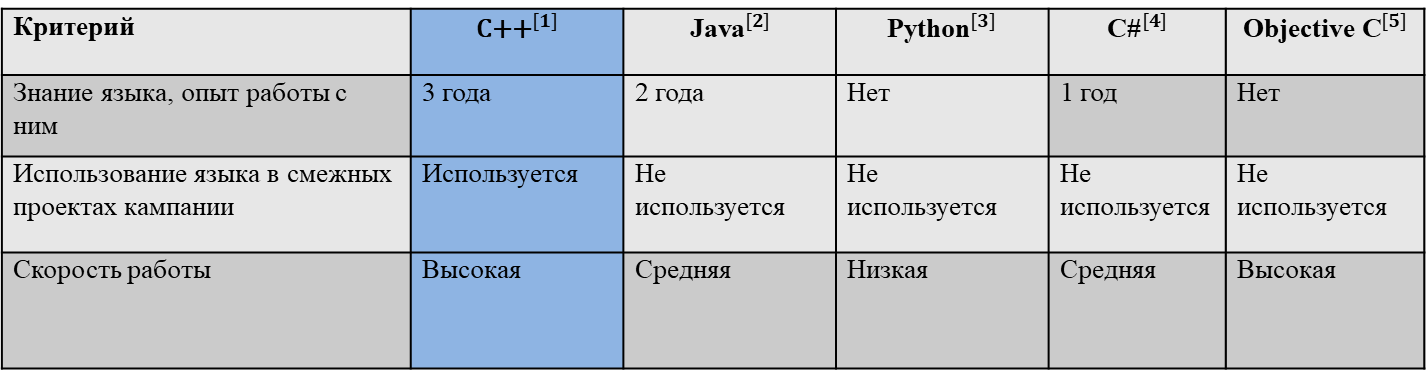 Критерий C++[1] Java[2] Python[3] C#[4] Objective C[5]
Знание языка, опыт работы с 3 года 2 года Нет 1 год Нет
ним
Использование языка в смежных Используется Не Не Не Не
проектах кампании используется используется используется используется
Скорость работы Высокая Средняя Низкая Средняя Высокая